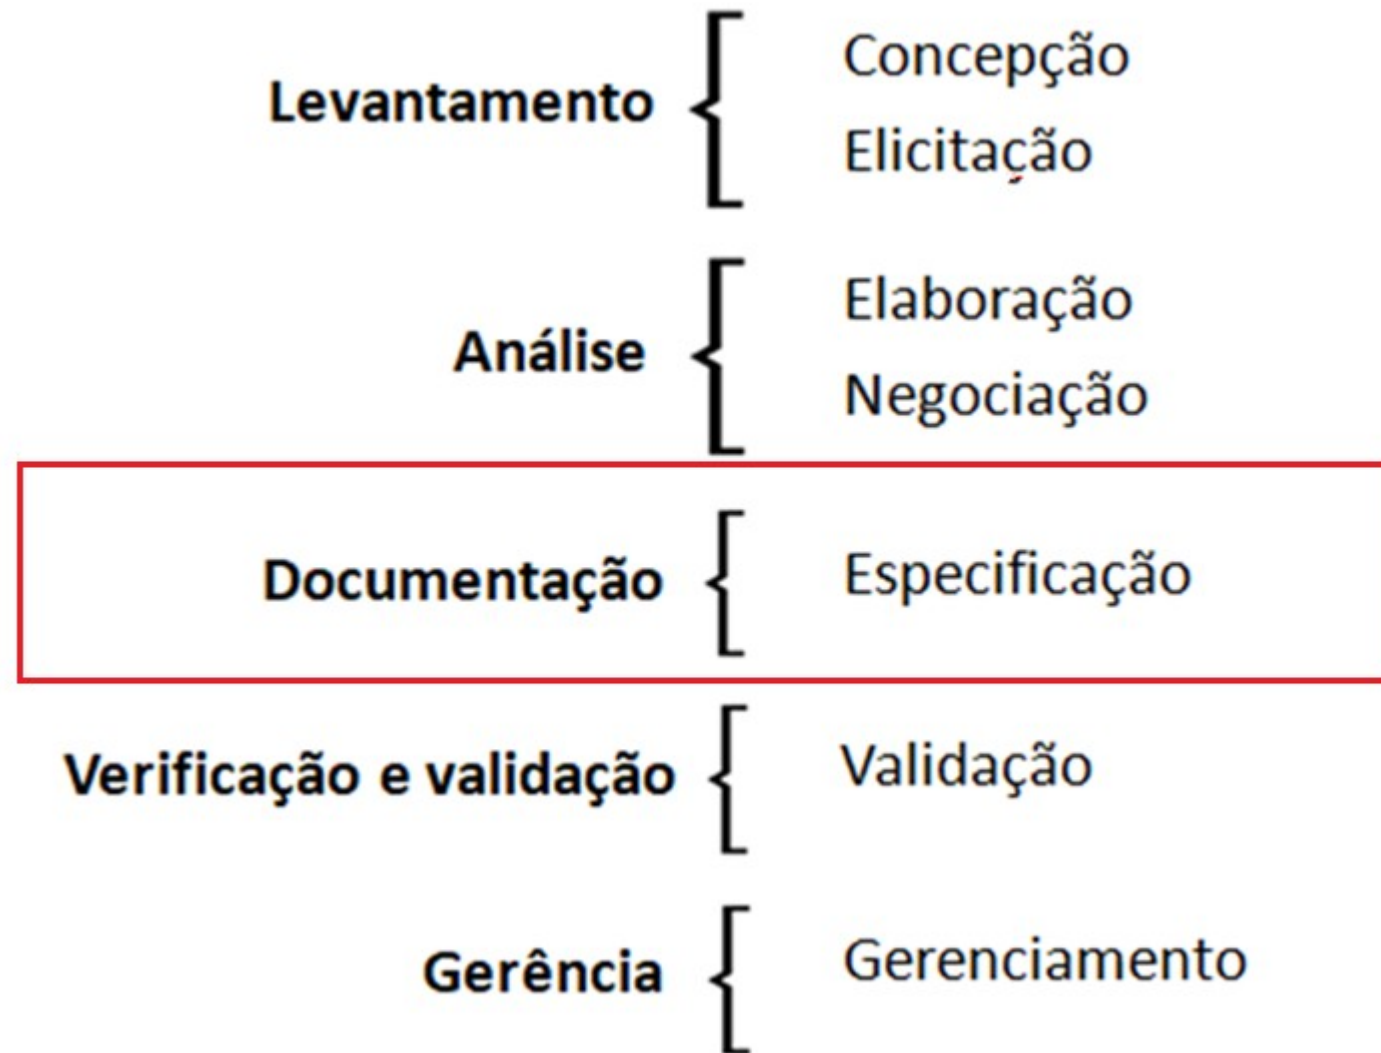 Levantamento
Concepção
Elicitação
Análise
Elaboração
Negociação
Documentação
Especificação
Verificação e validação
Validação
Gerência
Gerenciamento